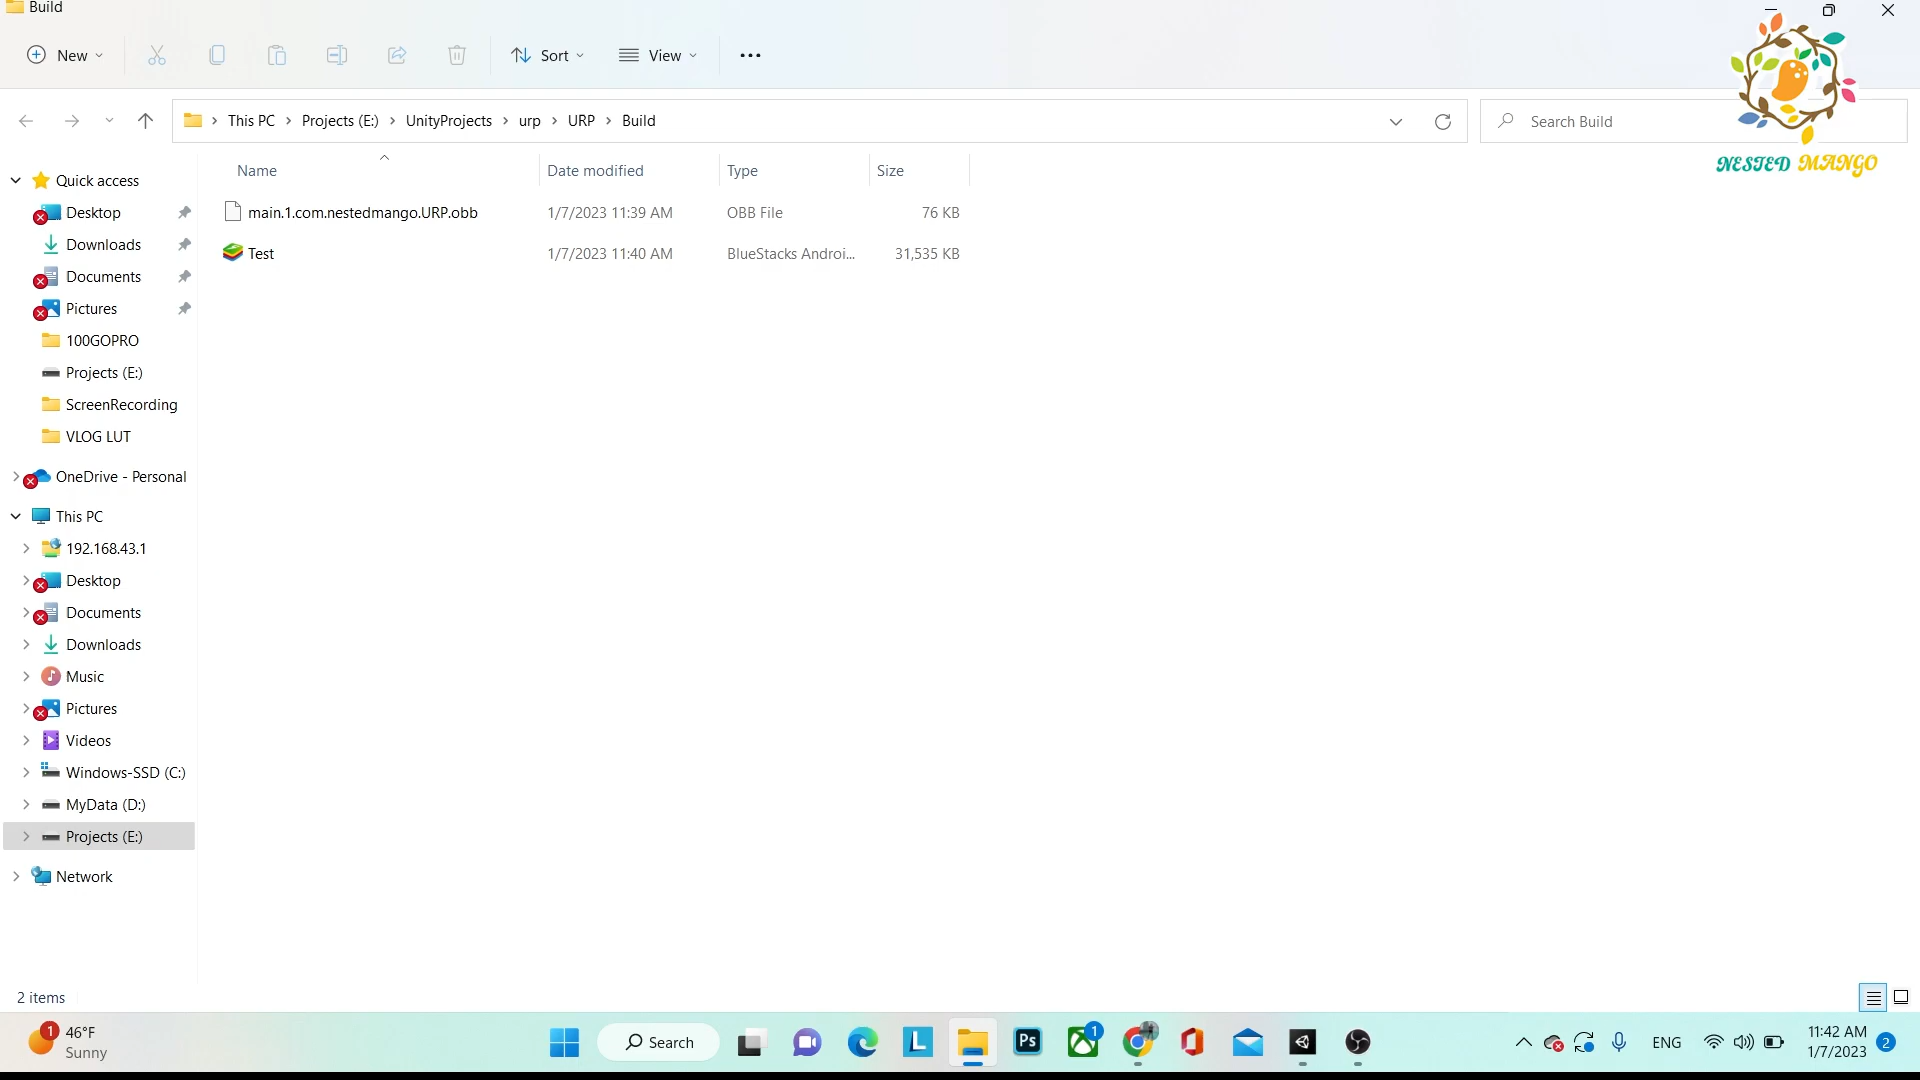 Build
New
Sort
View
This PC > Projects (E:) > UnityProjects > urp > URP > Build
Search Build
NESTED MANGO
Name
Date modified
Type
Size
main.1.com.nestedmango.URP.obb
1/7/2023 11:39 AM
OBB File
76 KB
Test
1/7/2023 11:40 AM
BlueStacks Androi...
31,535 KB
Quick access
Desktop
Downloads
Documents
Pictures
100GOPRO
Projects (E:)
ScreenRecording
VLOG LUT
OneDrive - Personal
This PC
192.168.43.1
Desktop
Documents
Downloads
Music
Pictures
Videos
Windows-SSD (C:)
MyData (D:)
Projects (E:)
Network
2 items
1
46°F
Sunny
Search
L
Ps
1
ENG
11:42 AM
1/7/2023
2